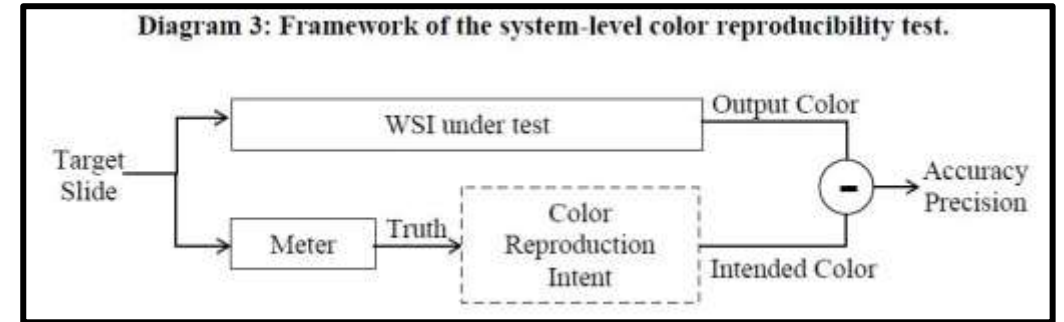 Diagram 3: Framework of the system-level color reproducibility test.
Output Color
WSI under test
Target
Slide
Accuracy
Precision
-
Meter
Truth
Color
Reproduction
Intent
Intended Color